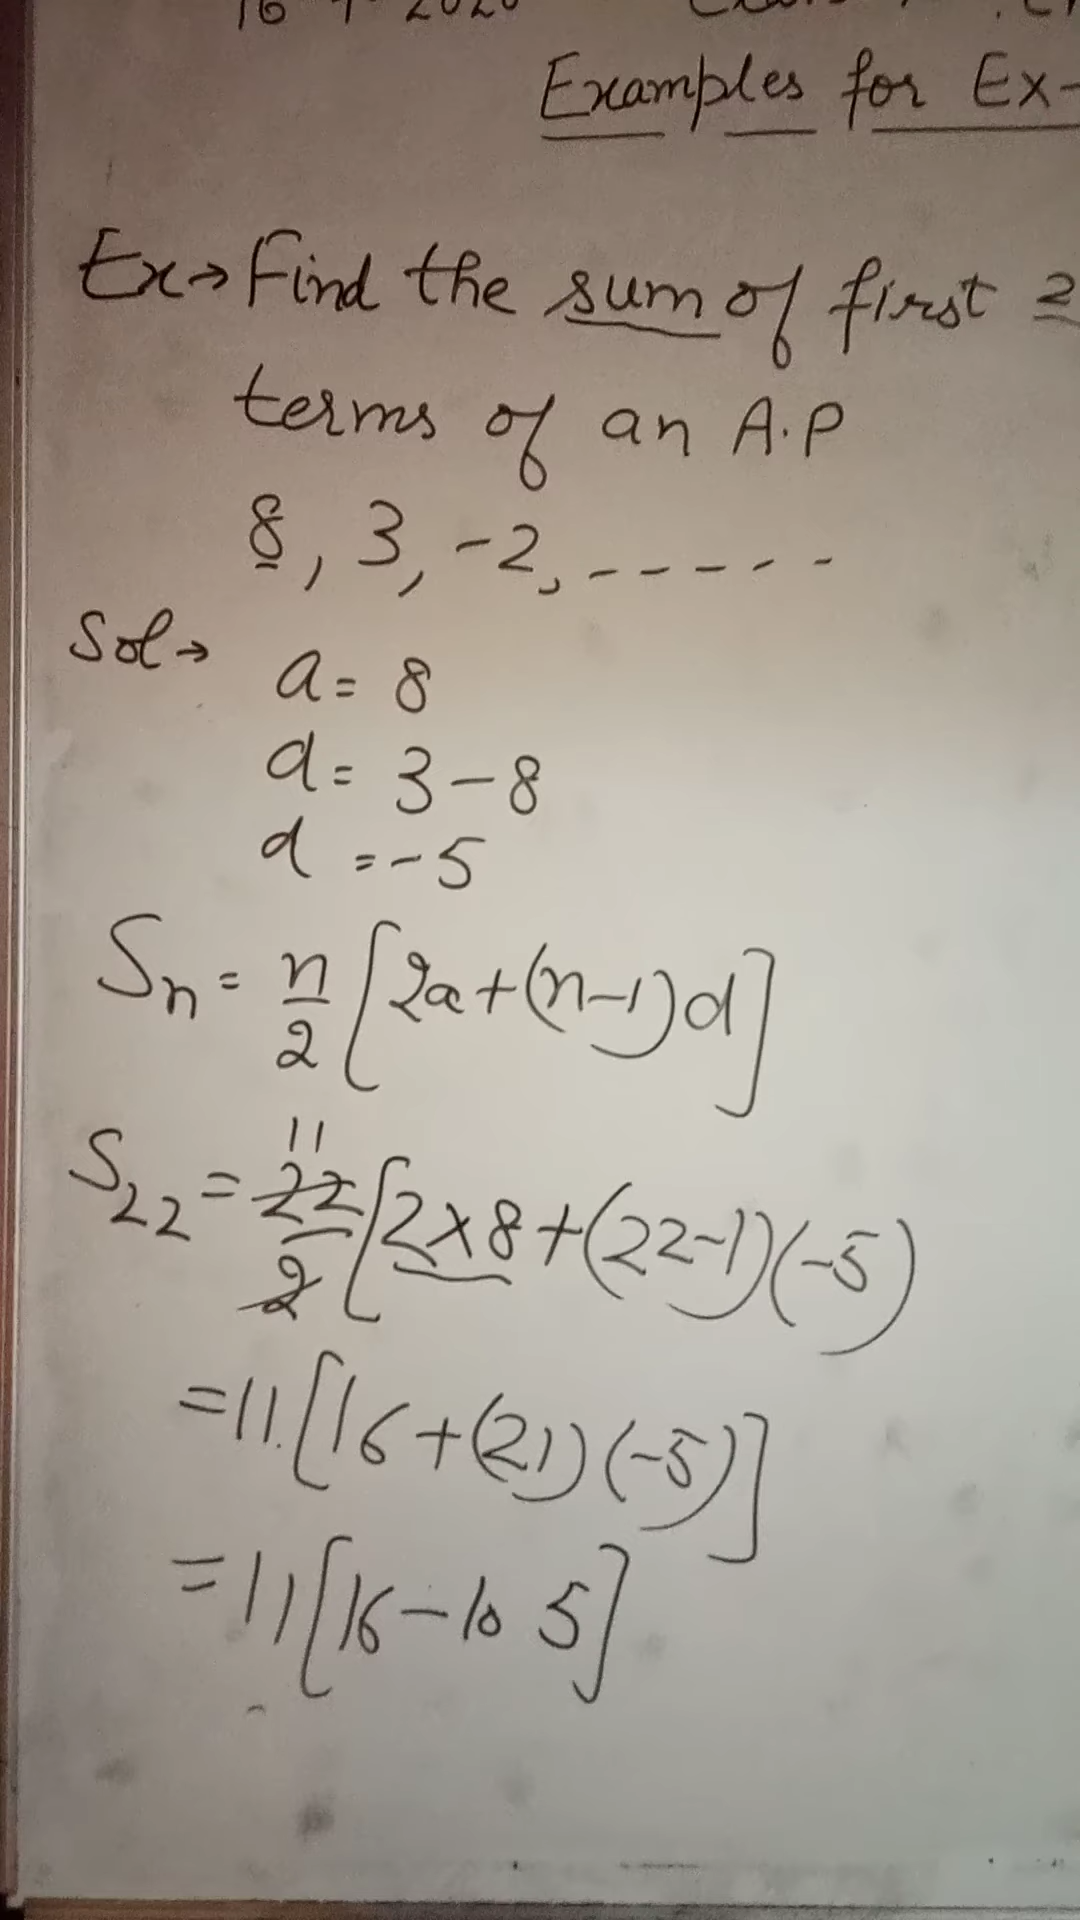 Examples for Ex-
Ex→ Find the sum of first 2
terms of an A.P
8, 3, -2, - - - - -
Sol→ a = 8
d = 3 - 8
d = -5
Sn = n/2 [2a+(n-1)d]
S22 = 22/2 11 [2×8+(22-1)(-5)
=11[16+(21)(-5)]
=11[16-105]